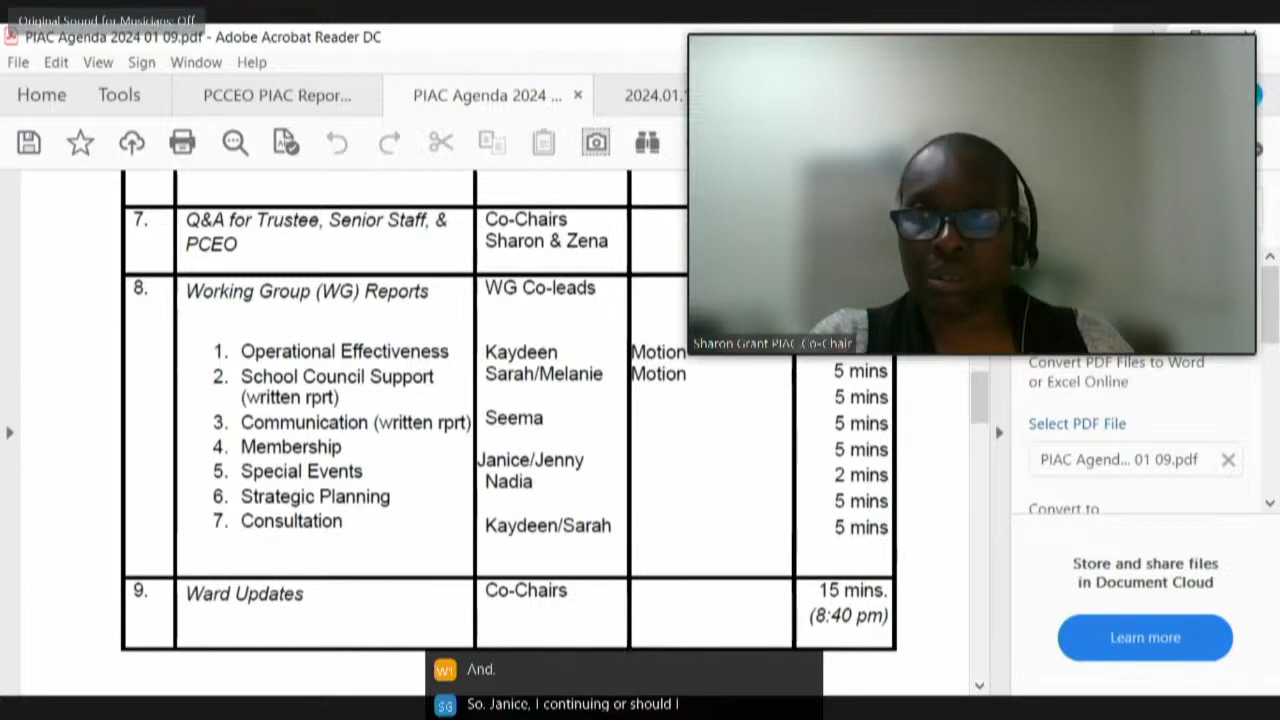 Original Sound for Musicians: Off
PIAC Agenda 2024 01 09.pdf - Adobe Acrobat Reader DC
File Edit View Sign Window Help
Home Tools PCCEO PIAC Repor... PIAC Agenda 2024 ... × 2024.01.
7. Q&A for Trustee, Senior Staff, & PCEO
Co-Chairs
Sharon & Zena
8. Working Group (WG) Reports
WG Co-leads
1. Operational Effectiveness
2. School Council Support
(written rprt)
3. Communication (written rprt)
4. Membership
5. Special Events
6. Strategic Planning
7. Consultation
Kaydeen
Sarah/Melanie
Seema
Janice/Jenny
Nadia
Kaydeen/Sarah
Motion
Motion
5 mins
5 mins
5 mins
5 mins
2 mins
5 mins
5 mins
9. Ward Updates
Co-Chairs
15 mins.
(8:40 pm)
Sharon Grant PIAC Co-Chair
Convert PDF Files to Word
or Excel Online
Select PDF File
PIAC Agend... 01 09.pdf
Convert to
Store and share files
in Document Cloud
Learn more
W1 And.
SG So. Janice, I continuing or should I